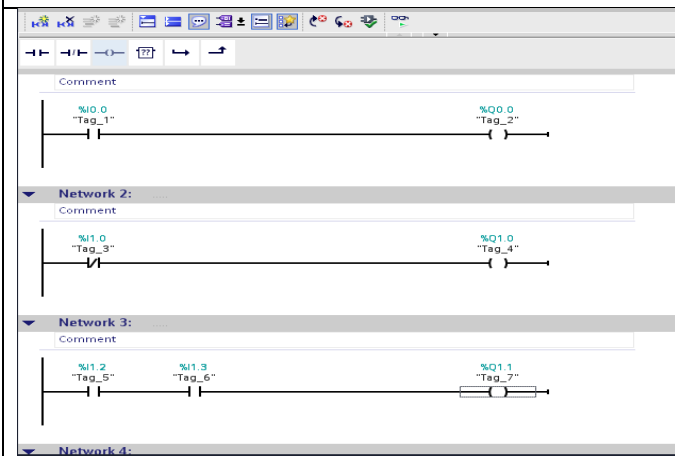 ??
Comment
%I0.0 %Q0.0
"Tag_1" "Tag_2"
Network 2: .....
Comment
%I1.0 %Q1.0
"Tag_3" "Tag_4"
Network 3: .....
Comment
%I1.2 %I1.3 %Q1.1
"Tag_5" "Tag_6" "Tag_7"
Network 4: